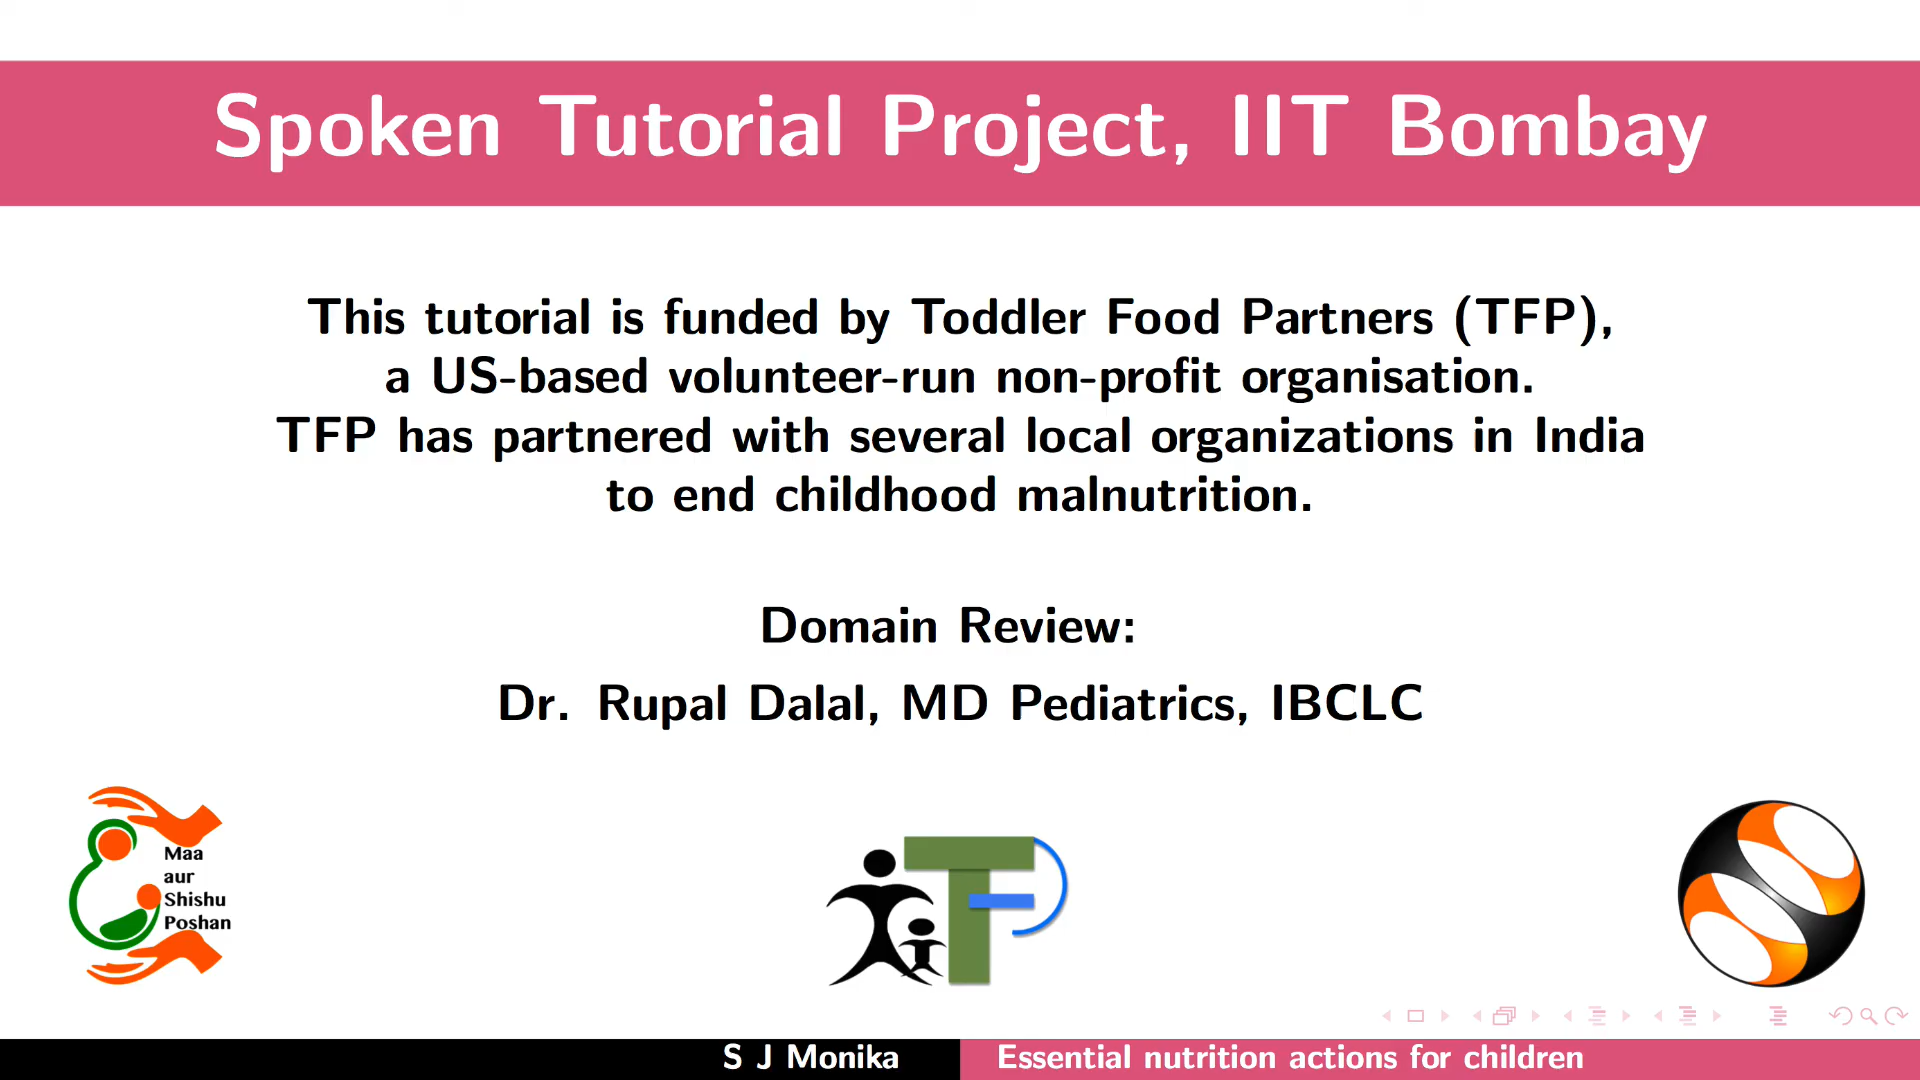 Spoken Tutorial Project, IIT Bombay
This tutorial is funded by Toddler Food Partners (TFP),
a US-based volunteer-run non-profit organisation.
TFP has partnered with several local organizations in India
to end childhood malnutrition.
Domain Review:
Dr. Rupal Dalal, MD Pediatrics, IBCLC
Maa
aur
Shishu
Poshan
TP
S J Monika
Essential nutrition actions for children